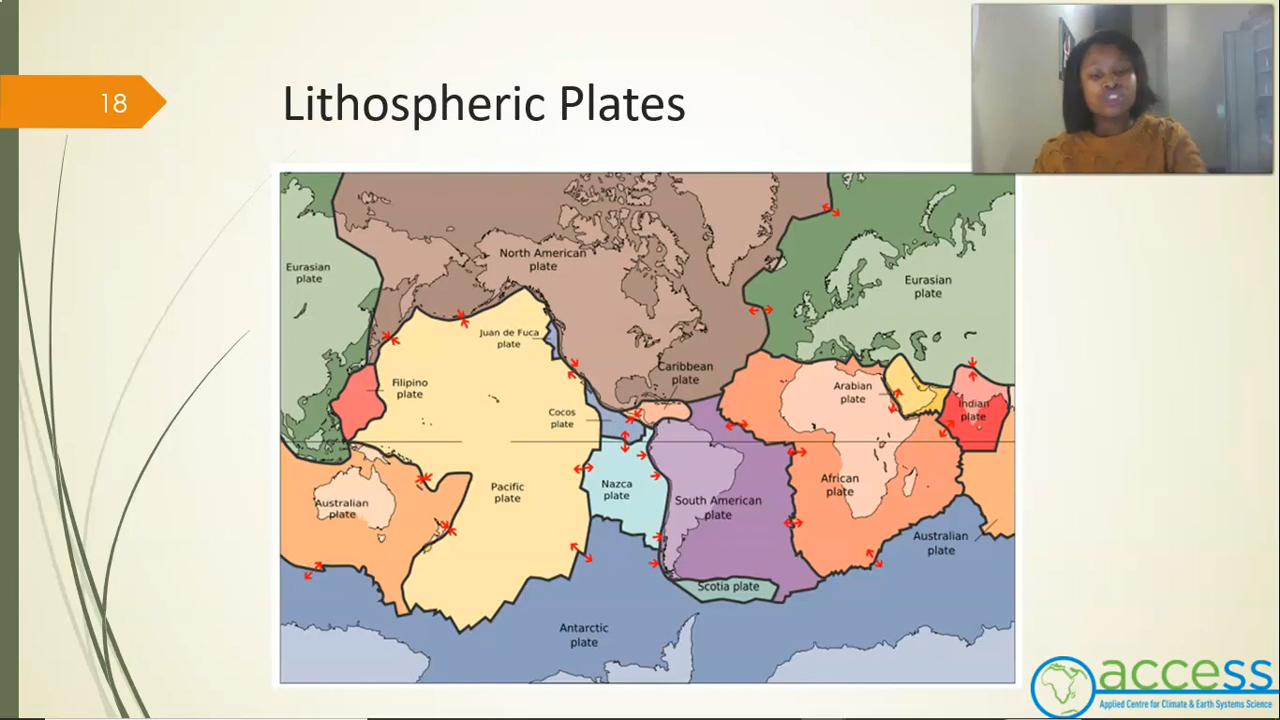 18
Lithospheric Plates
North American
plate
Eurasian
plate
Eurasian
plate
Juan de Fuca
plate
Caribbean
plate
Filipino
plate
Arabian
plate
Indian
plate
Cocos
plate
Nazca
plate
Pacific
plate
Australian
plate
South American
plate
African
plate
Australian
plate
Scotia plate
Antarctic
plate
access
Applied Centre for Climate & Earth Systems Science